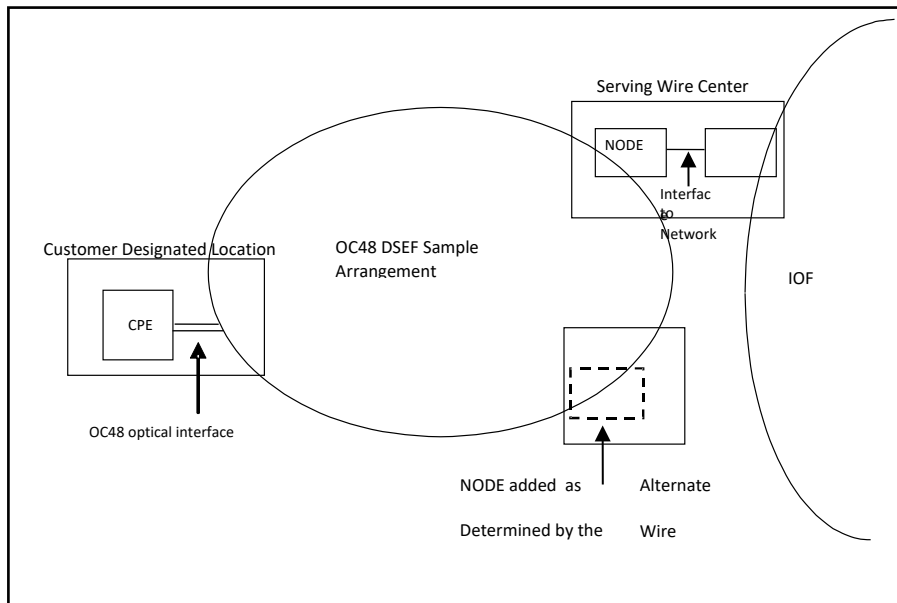 Serving Wire Center
NODE
Interfac
to
Network
Customer Designated Location
OC48 DSEF Sample
Arrangement
IOF
CPE
OC48 optical interface
NODE added as
Determined by the
Alternate
Wire